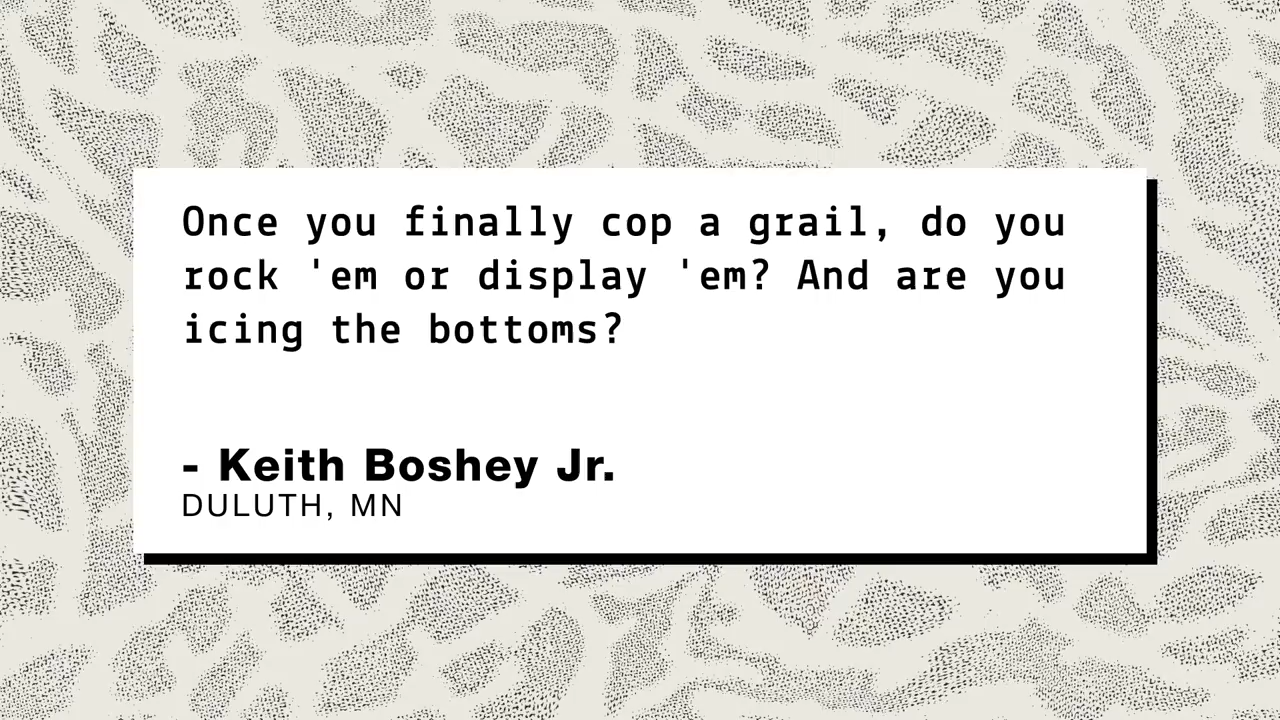 Once you finally cop a grail, do you
rock 'em or display 'em? And are you
icing the bottoms?
- Keith Boshey Jr.
DULUTH, MN